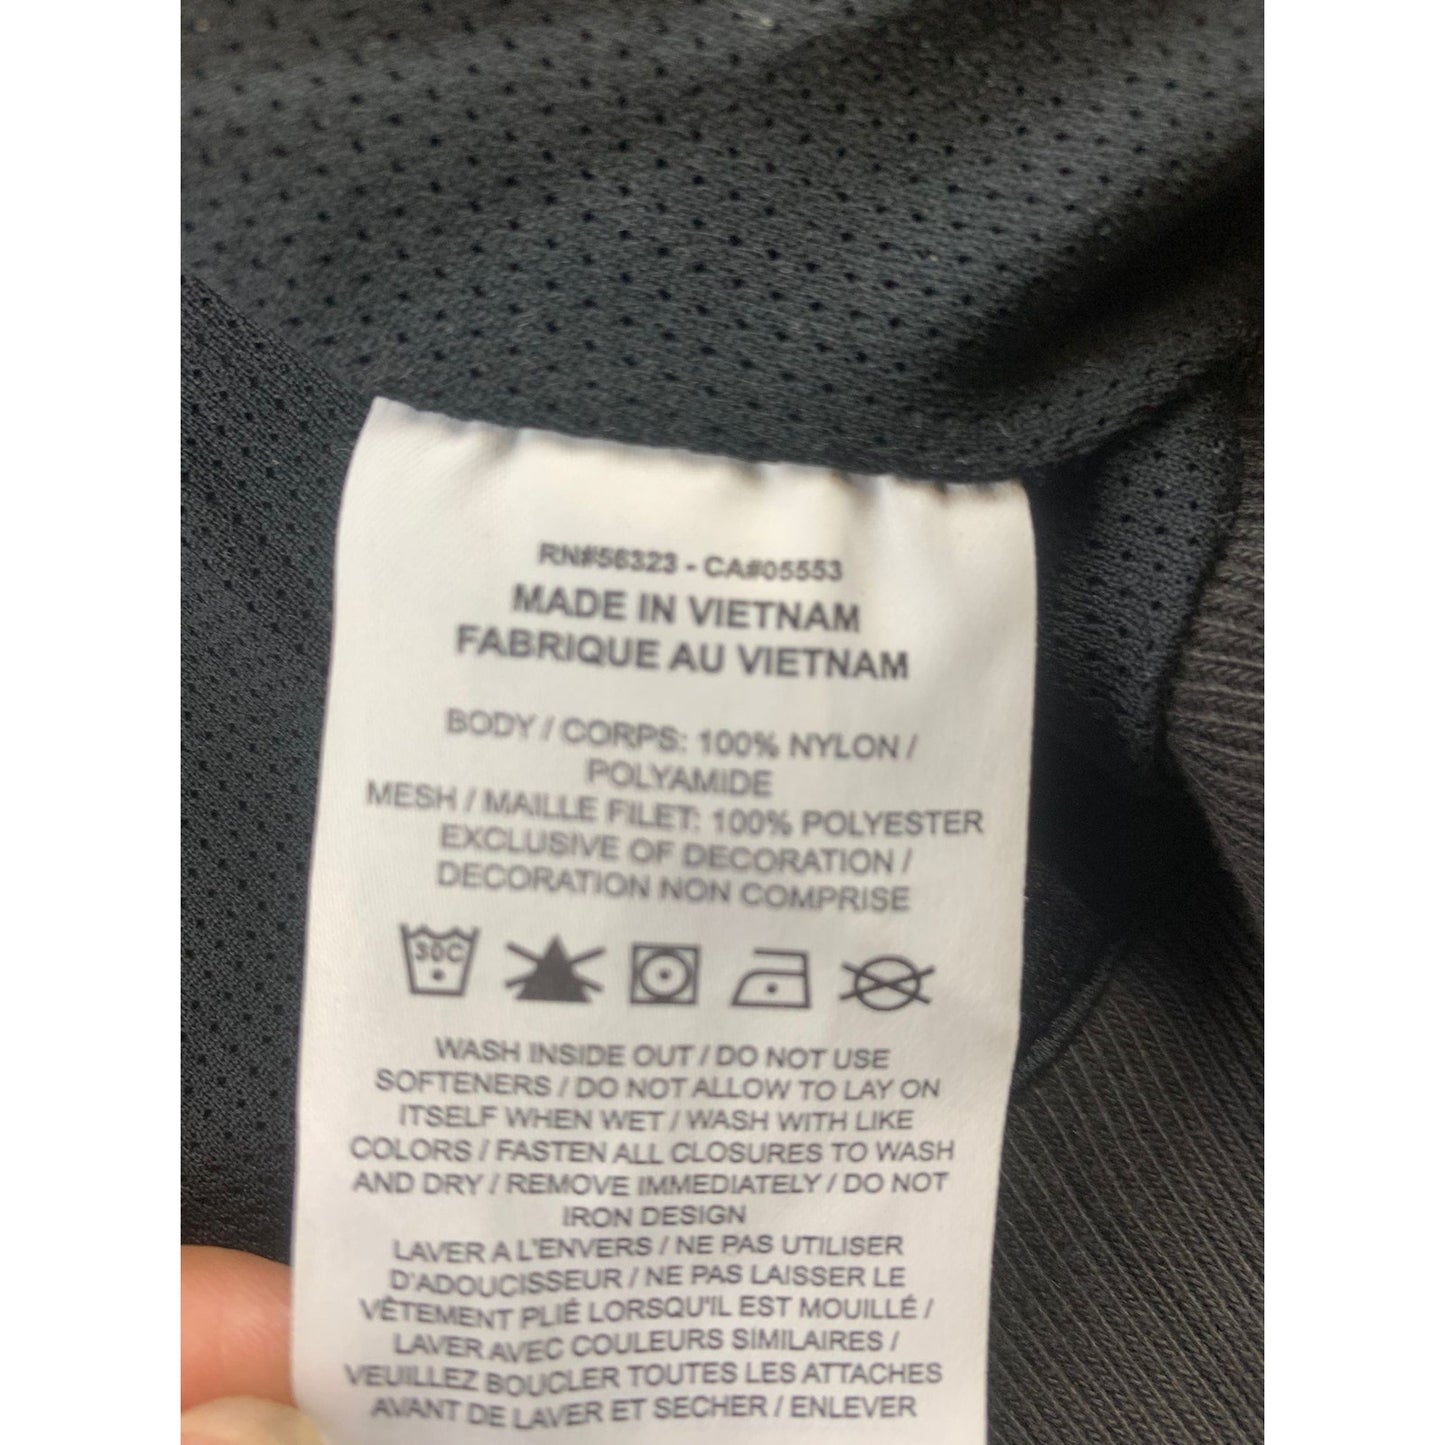 RN#56323 - CA#05553
MADE IN VIETNAM
FABRIQUE AU VIETNAM
BODY / CORPS: 100% NYLON /
POLYAMIDE
MESH / MAILLE FILET: 100% POLYESTER
EXCLUSIVE OF DECORATION /
DECORATION NON COMPRISE
30C
WASH INSIDE OUT / DO NOT USE
SOFTENERS / DO NOT ALLOW TO LAY ON
ITSELF WHEN WET / WASH WITH LIKE
COLORS / FASTEN ALL CLOSURES TO WASH
AND DRY / REMOVE IMMEDIATELY / DO NOT
IRON DESIGN
LAVER A L'ENVERS / NE PAS UTILISER
D'ADOUCISSEUR / NE PAS LAISSER LE
VÊTEMENT PLIÉ LORSQU'IL EST MOUILLÉ /
LAVER AVEC COULEURS SIMILAIRES /
VEUILLEZ BOUCLER TOUTES LES ATTACHES
AVANT DE LAVER ET SECHER / ENLEVER